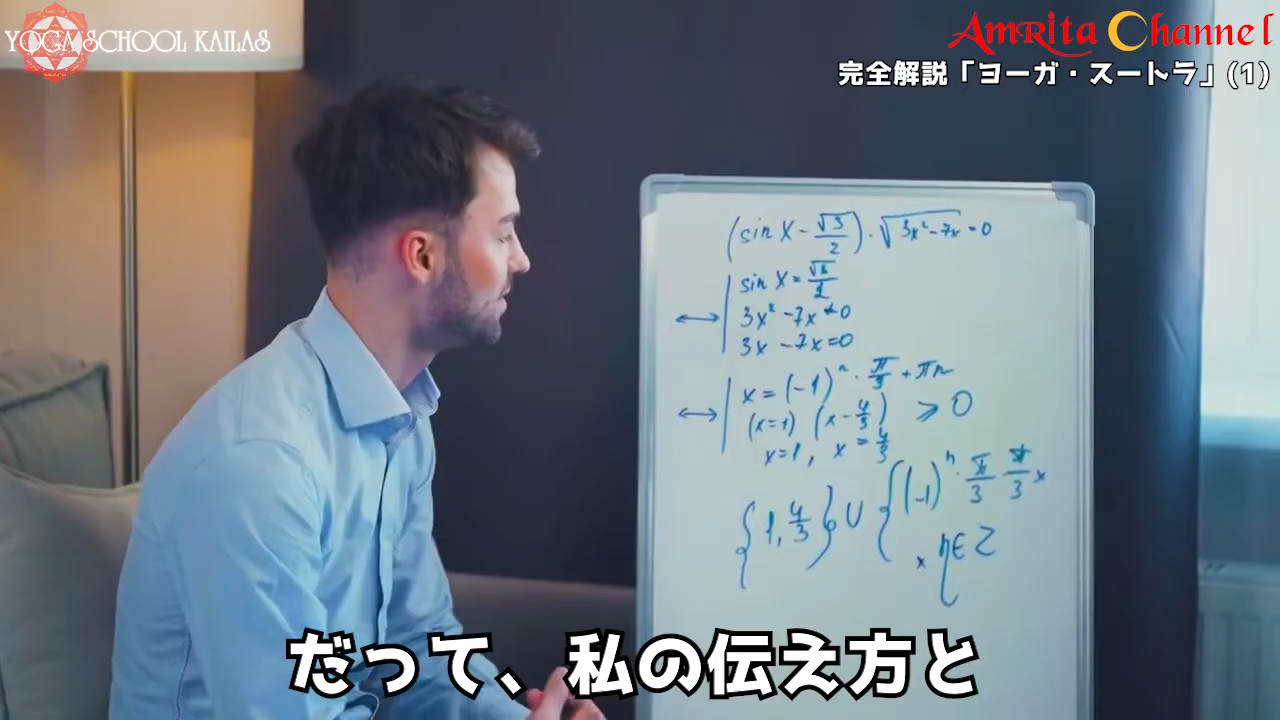 YOGA SCHOOL KAILAS
Amrita Channel
完全解説「ヨーガ・スートラ」(1)
(sin x - √3/2) · √(3x² - 7x = 0
sin x = √3/2
3x² - 7x ≠ 0
3x - 7x = 0
x = (-1)ⁿ · π/3 + πn
(x=1) (x - 4/3) ⩾ 0
x=1, x = 4/3
{1, 4/3} ∪ {(-1)ⁿ · π/3
x n∈Z
だって、私の伝え方と